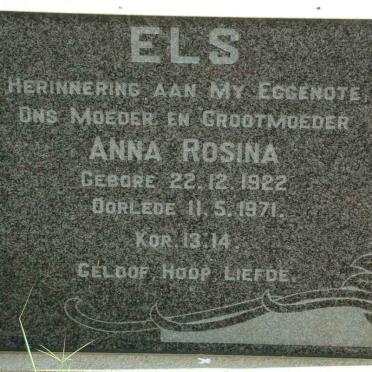 ELS
HERINNERING AAN MY EGGENOTE,
ONS MOEDER EN GROOTMOEDER
ANNA ROSINA
GEBORE 22.12.1922
OORLEDE 11.5.1971.
KOR.13.14.
GELOOF, HOOP LIEFDE.